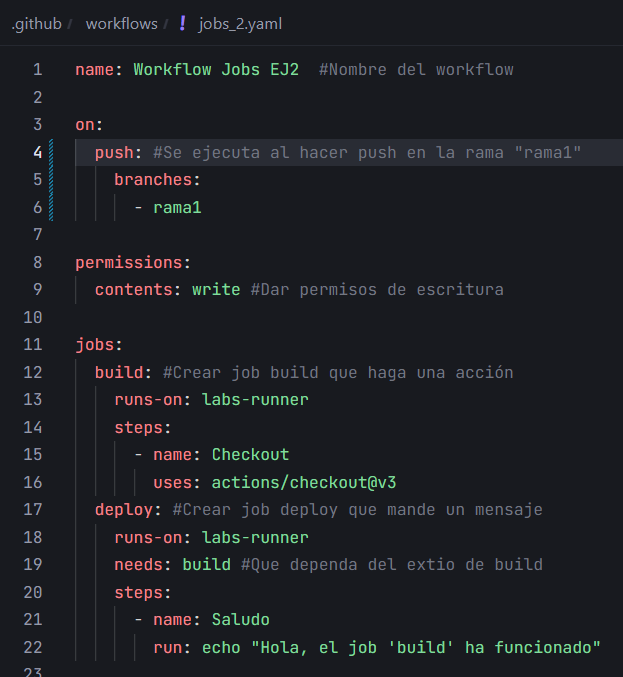 .github / workflows / ! jobs_2.yaml
1 name: Workflow Jobs EJ2 #Nombre del workflow
2
3 on:
4 push: #Se ejecuta al hacer push en la rama "rama1"
5 branches:
6 - rama1
7
8 permissions:
9 contents: write #Dar permisos de escritura
10
11 jobs:
12 build: #Crear job build que haga una acción
13 runs-on: labs-runner
14 steps:
15 - name: Checkout
16 uses: actions/checkout@v3
17 deploy: #Crear job deploy que mande un mensaje
18 runs-on: labs-runner
19 needs: build #Que dependa del extio de build
20 steps:
21 - name: Saludo
22 run: echo "Hola, el job 'build' ha funcionado"
23